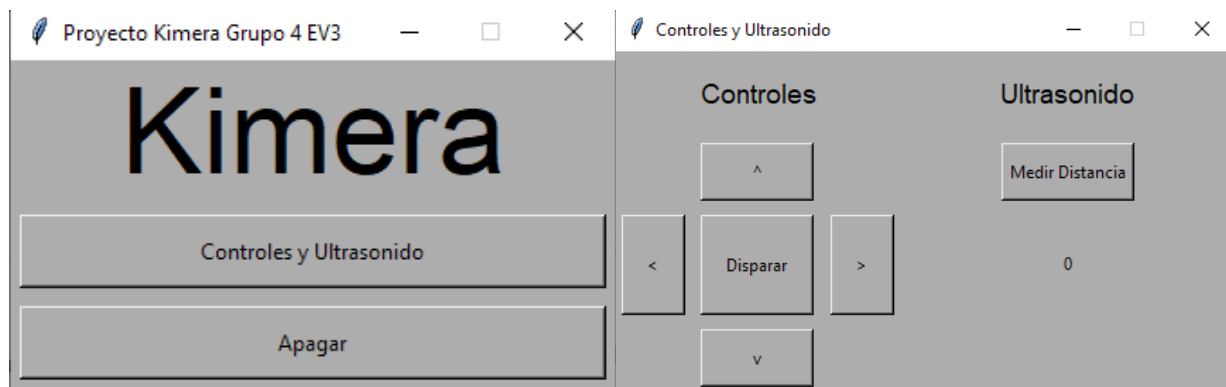 Proyecto Kimera Grupo 4 EV3
Kimera
Controles y Ultrasonido
Apagar
Controles y Ultrasonido
Controles
Ultrasonido
^
Medir Distancia
<
Disparar
>
0
v